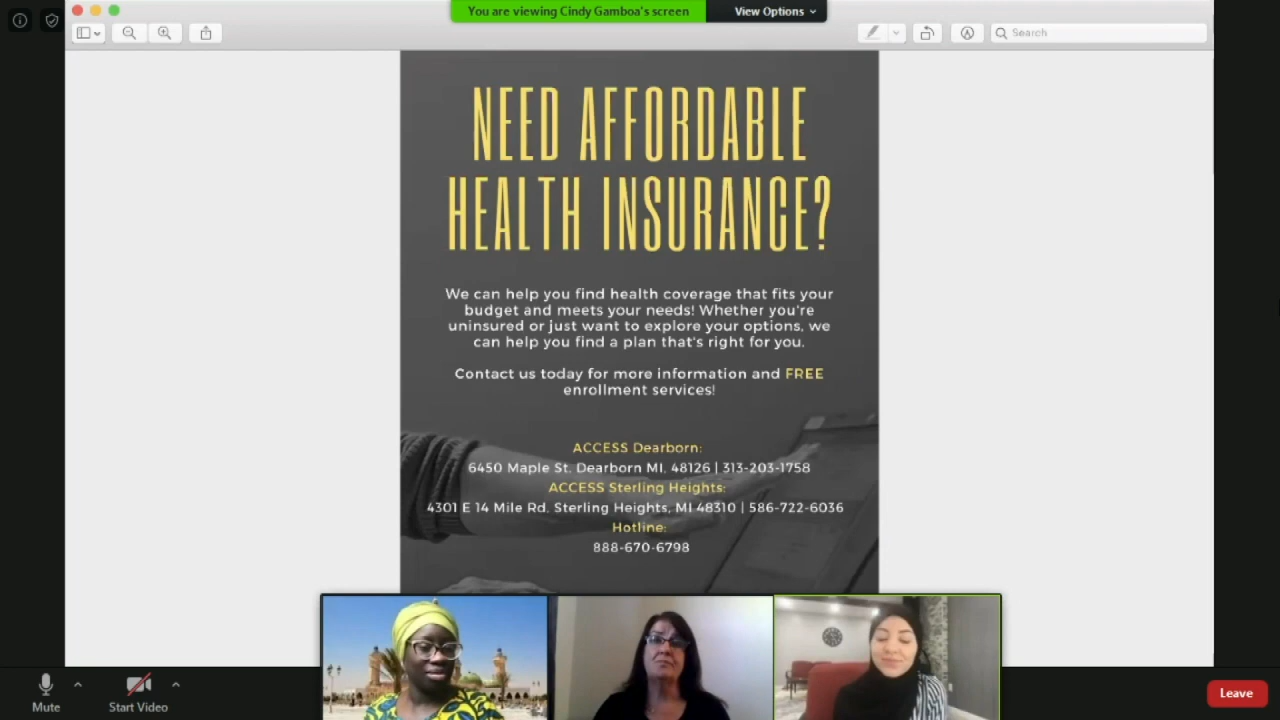 You are viewing Cindy Gamboa's screen
View Options
Search
NEED AFFORDABLE
HEALTH INSURANCE?
We can help you find health coverage that fits your
budget and meets your needs! Whether you're
uninsured or just want to explore your options, we
can help you find a plan that's right for you.
Contact us today for more information and FREE
enrollment services!
ACCESS Dearborn:
6450 Maple St. Dearborn MI, 48126 | 313-203-1758
ACCESS Sterling Heights:
4301 E 14 Mile Rd. Sterling Heights, MI 48310 | 586-722-6036
Hotline:
888-670-6798
Mute
Start Video
Leave